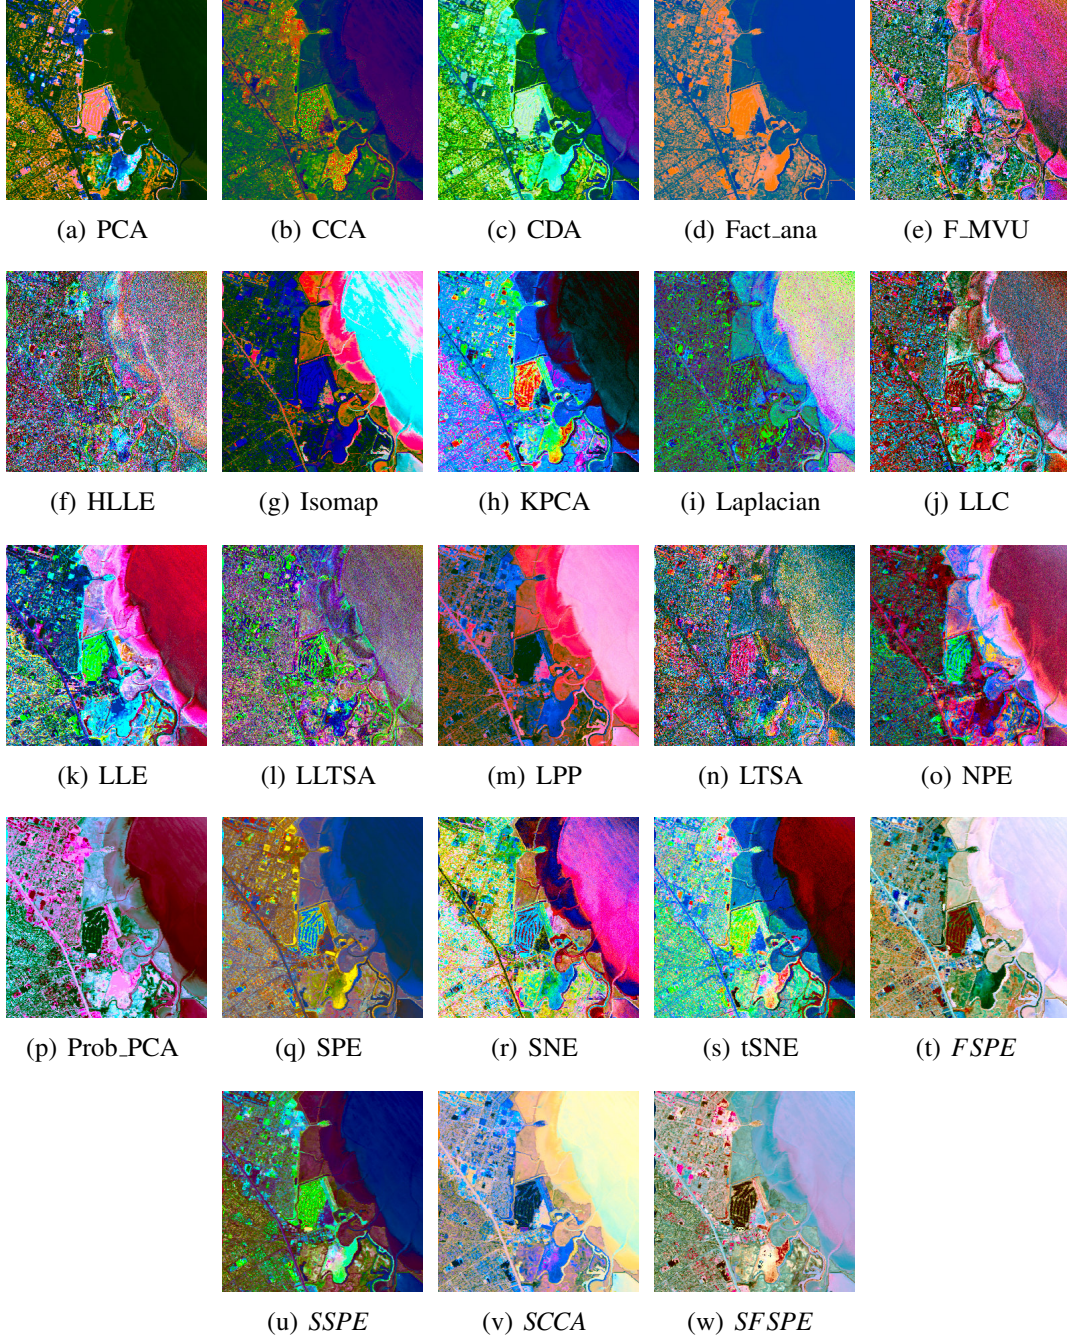 (a) PCA (b) CCA (c) CDA (d) Fact_ana (e) F_MVU
(f) HLLE (g) Isomap (h) KPCA (i) Laplacian (j) LLC
(k) LLE (l) LLTSA (m) LPP (n) LTSA (o) NPE
(p) Prob_PCA (q) SPE (r) SNE (s) tSNE (t) FSPE
(u) SSPE (v) SCCA (w) SFSPE